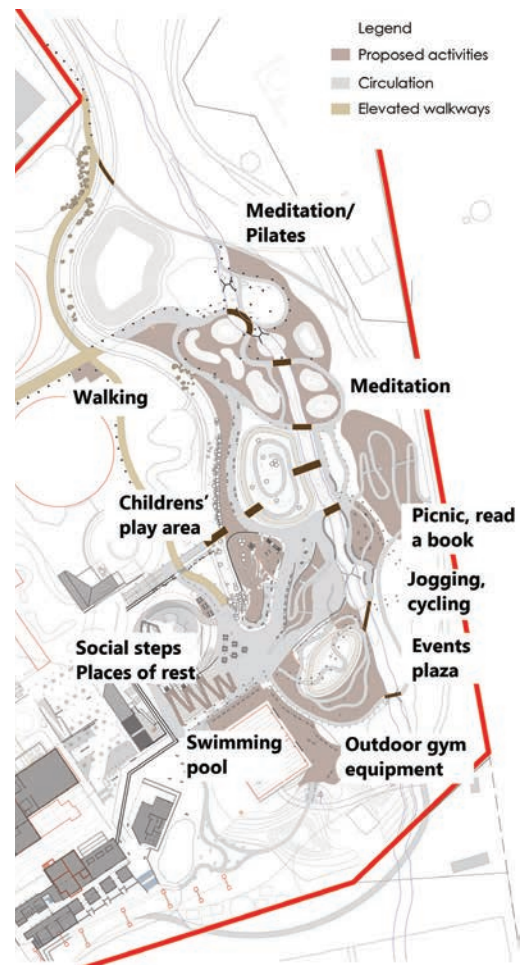 Legend
Proposed activities
Circulation
Elevated walkways
Meditation/
Pilates
Walking
Meditation
Childrens'
play area
Picnic, read
a book
Jogging,
cycling
Social steps
Places of rest
Events
plaza
Swimming
pool
Outdoor gym
equipment